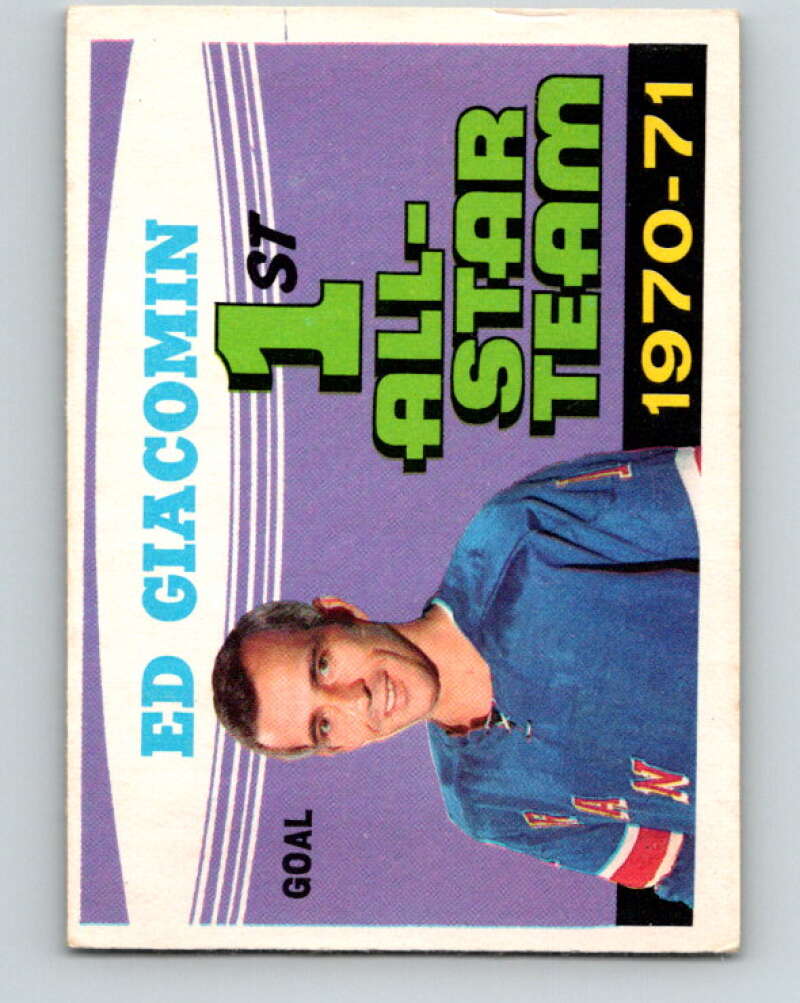 ED GIACOMIN
1ST
ALL-
STAR
TEAM
GOAL
1970-71